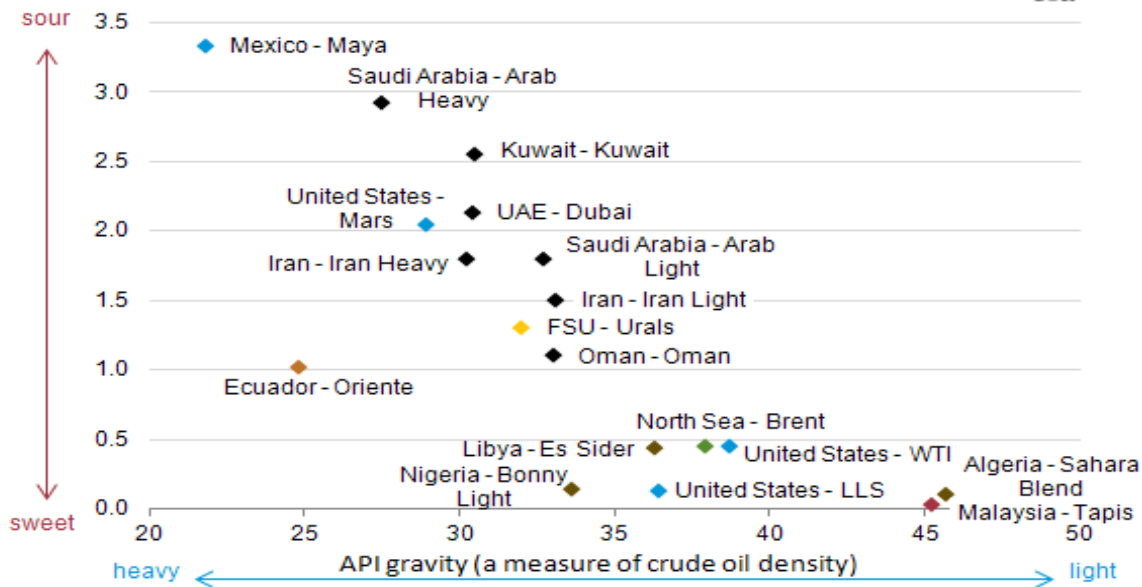 sour
3.5
Mexico - Maya
Saudi Arabia - Arab
Heavy
3.0
Kuwait - Kuwait
2.5
United States -
Mars
UAE - Dubai
2.0
Saudi Arabia - Arab
Light
Iran - Iran Heavy
1.5
Iran - Iran Light
FSU - Urals
Oman - Oman
1.0
Ecuador - Oriente
North Sea - Brent
0.5
Libya - Es Sider
United States - WTI
Algeria - Sahara
Blend
Nigeria - Bonny
Light
United States - LLS
Malaysia - Tapis
0.0
sweet
20
25
30
35
40
45
50
heavy
API gravity (a measure of crude oil density)
light